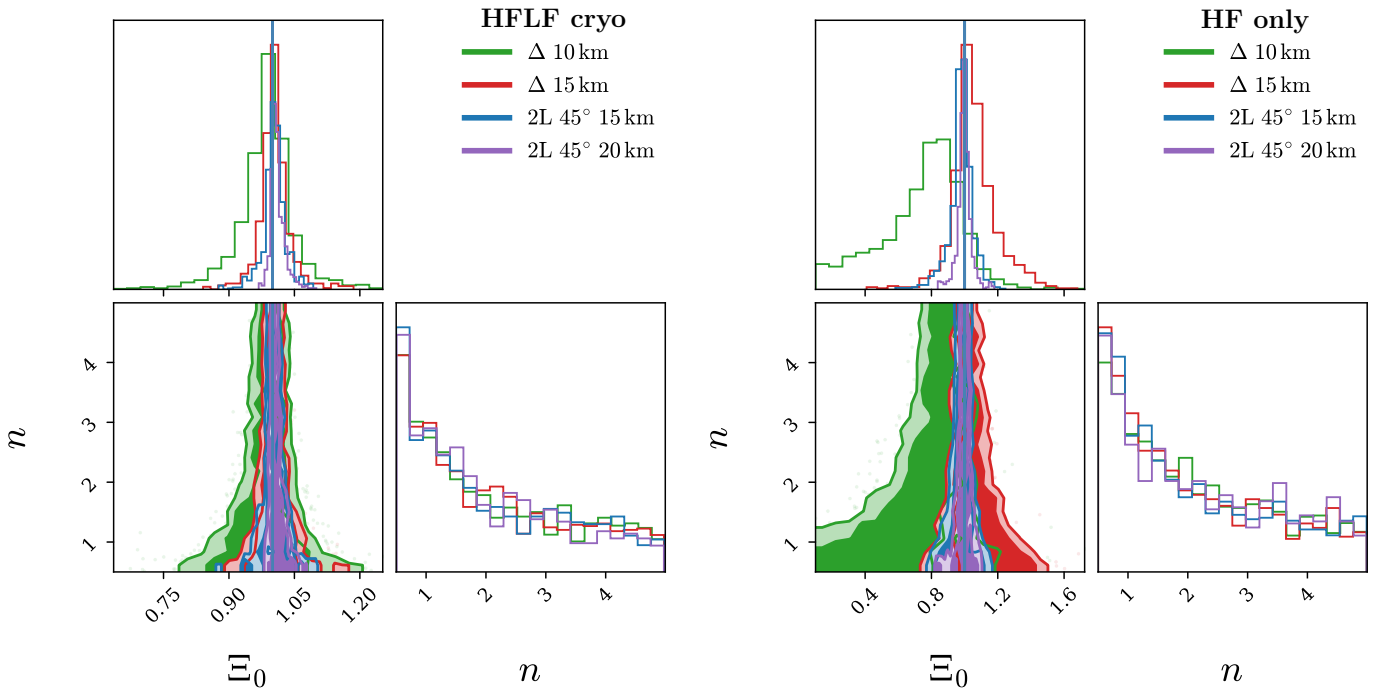 HFLF cryo
Δ 10 km
Δ 15 km
2L 45° 15 km
2L 45° 20 km
n
4
3
2
1
0.75 0.90 1.05 1.20
1 2 3 4
Ξ₀
n
HF only
Δ 10 km
Δ 15 km
2L 45° 15 km
2L 45° 20 km
n
4
3
2
1
0.4 0.8 1.2 1.6
1 2 3 4
Ξ₀
n